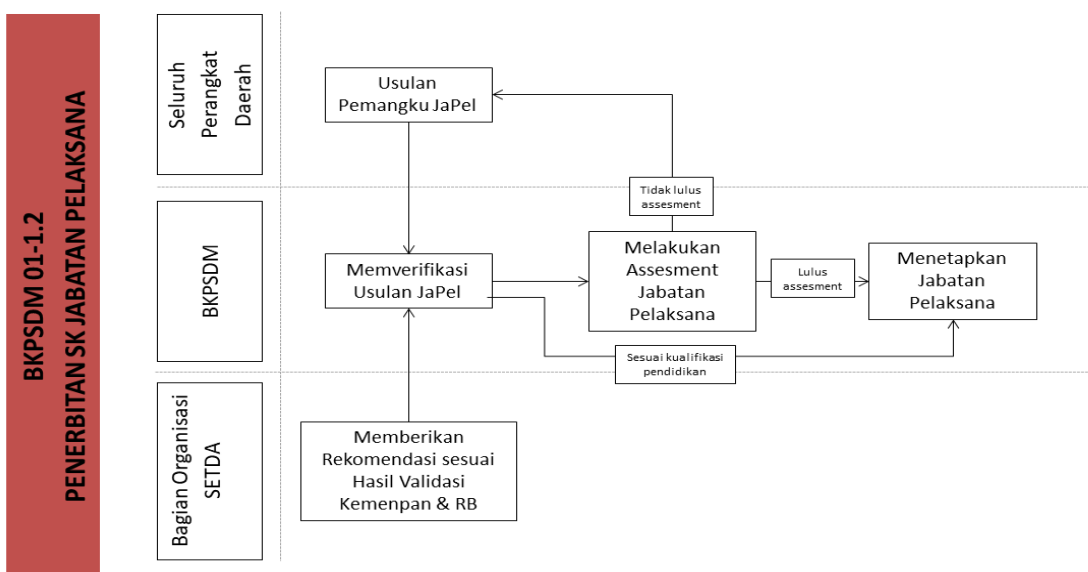 BKPSDM 01-1.2
PENERBITAN SK JABATAN PELAKSANA
Seluruh
Perangkat
Daerah
Usulan
Pemangku JaPel
Tidak lulus
assesment
BKPSDM
Memverifikasi
Usulan JaPel
Melakukan
Assesment
Jabatan
Pelaksana
Lulus
assesment
Menetapkan
Jabatan
Pelaksana
Sesuai kualifikasi
pendidikan
Bagian Organisasi
SETDA
Memberikan
Rekomendasi sesuai
Hasil Validasi
Kemenpan & RB